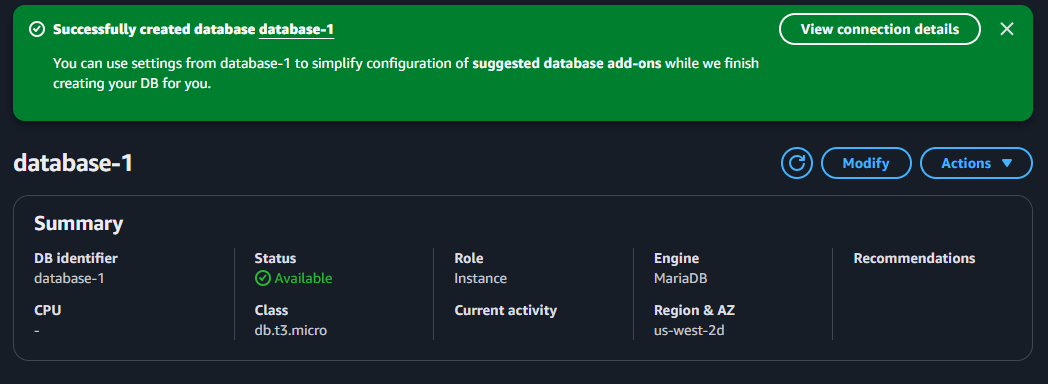 Successfully created database database-1
View connection details
You can use settings from database-1 to simplify configuration of suggested database add-ons while we finish
creating your DB for you.
database-1
Modify
Actions
Summary
DB identifier
database-1
Status
Available
Role
Instance
Engine
MariaDB
Recommendations
CPU
-
Class
db.t3.micro
Current activity
Region & AZ
us-west-2d